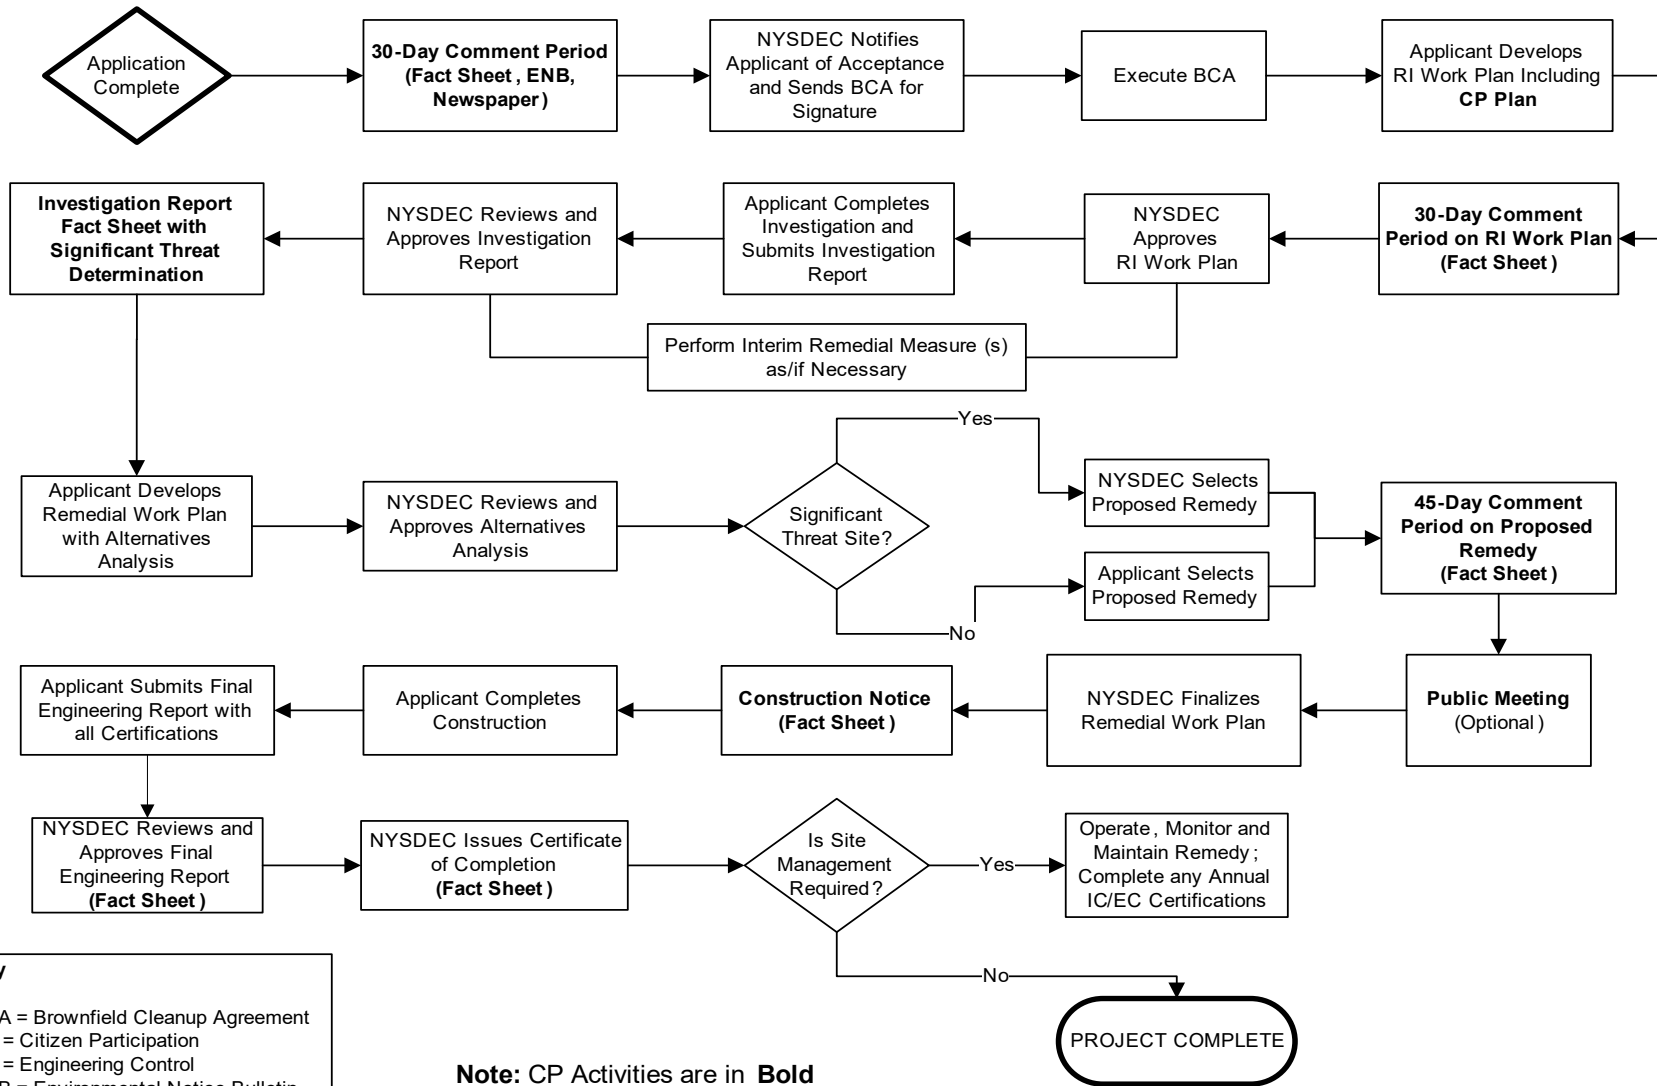 Application
Complete
30-Day Comment Period
(Fact Sheet, ENB,
Newspaper)
NYSDEC Notifies
Applicant of Acceptance
and Sends BCA for
Signature
Execute BCA
Applicant Develops
RI Work Plan Including
CP Plan
Investigation Report
Fact Sheet with
Significant Threat
Determination
NYSDEC Reviews and
Approves Investigation
Report
Applicant Completes
Investigation and
Submits Investigation
Report
NYSDEC
Approves
RI Work Plan
30-Day Comment
Period on RI Work Plan
(Fact Sheet)
Perform Interim Remedial Measure (s)
as/if Necessary
Yes
Applicant Develops
Remedial Work Plan
with Alternatives
Analysis
NYSDEC Reviews and
Approves Alternatives
Analysis
Significant
Threat Site?
NYSDEC Selects
Proposed Remedy
Applicant Selects
Proposed Remedy
45-Day Comment
Period on Proposed
Remedy
(Fact Sheet)
No
Applicant Submits Final
Engineering Report with
all Certifications
Applicant Completes
Construction
Construction Notice
(Fact Sheet)
NYSDEC Finalizes
Remedial Work Plan
Public Meeting
(Optional)
NYSDEC Reviews and
Approves Final
Engineering Report
(Fact Sheet)
NYSDEC Issues Certificate
of Completion
(Fact Sheet)
Is Site
Management
Required?
Yes
Operate, Monitor and
Maintain Remedy;
Complete any Annual
IC/EC Certifications
No
PROJECT COMPLETE
y
A = Brownfield Cleanup Agreement
= Citizen Participation
= Engineering Control
= Environmental Notice Bulletin
Note: CP Activities are in Bold